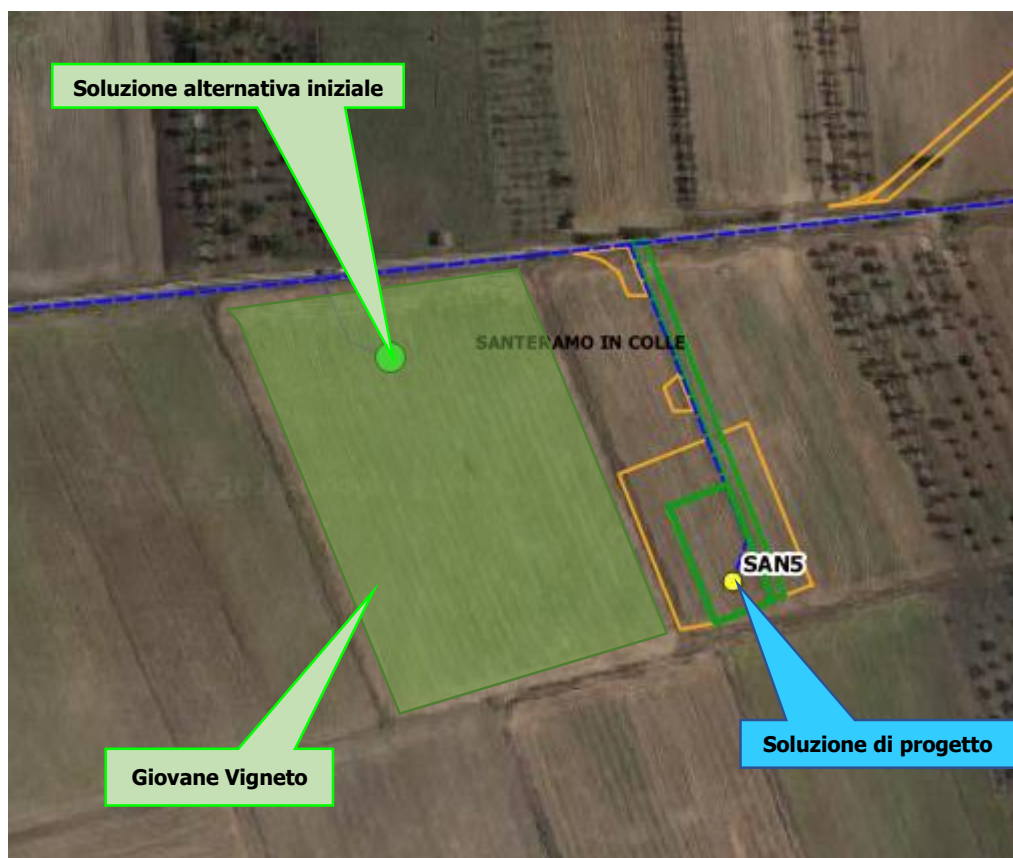 Soluzione alternativa iniziale
SANTERAMO IN COLLE
SAN5
Soluzione di progetto
Giovane Vigneto